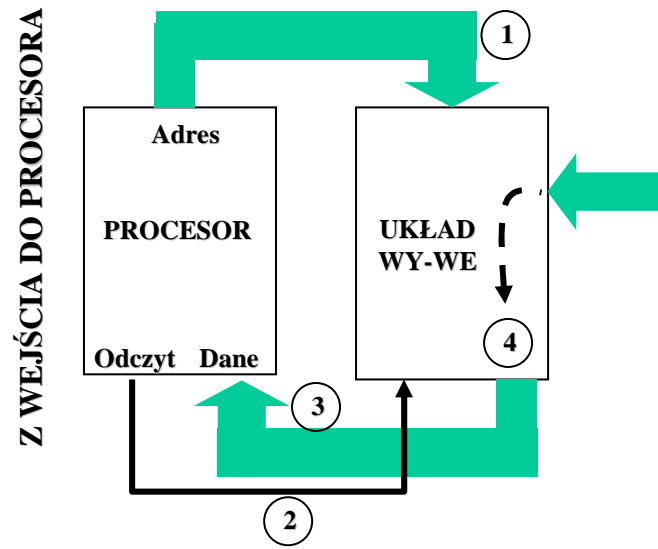 Z WEJŚCIA DO PROCESORA
1
Adres
PROCESOR
UKŁAD
WY-WE
Odczyt Dane
4
3
2